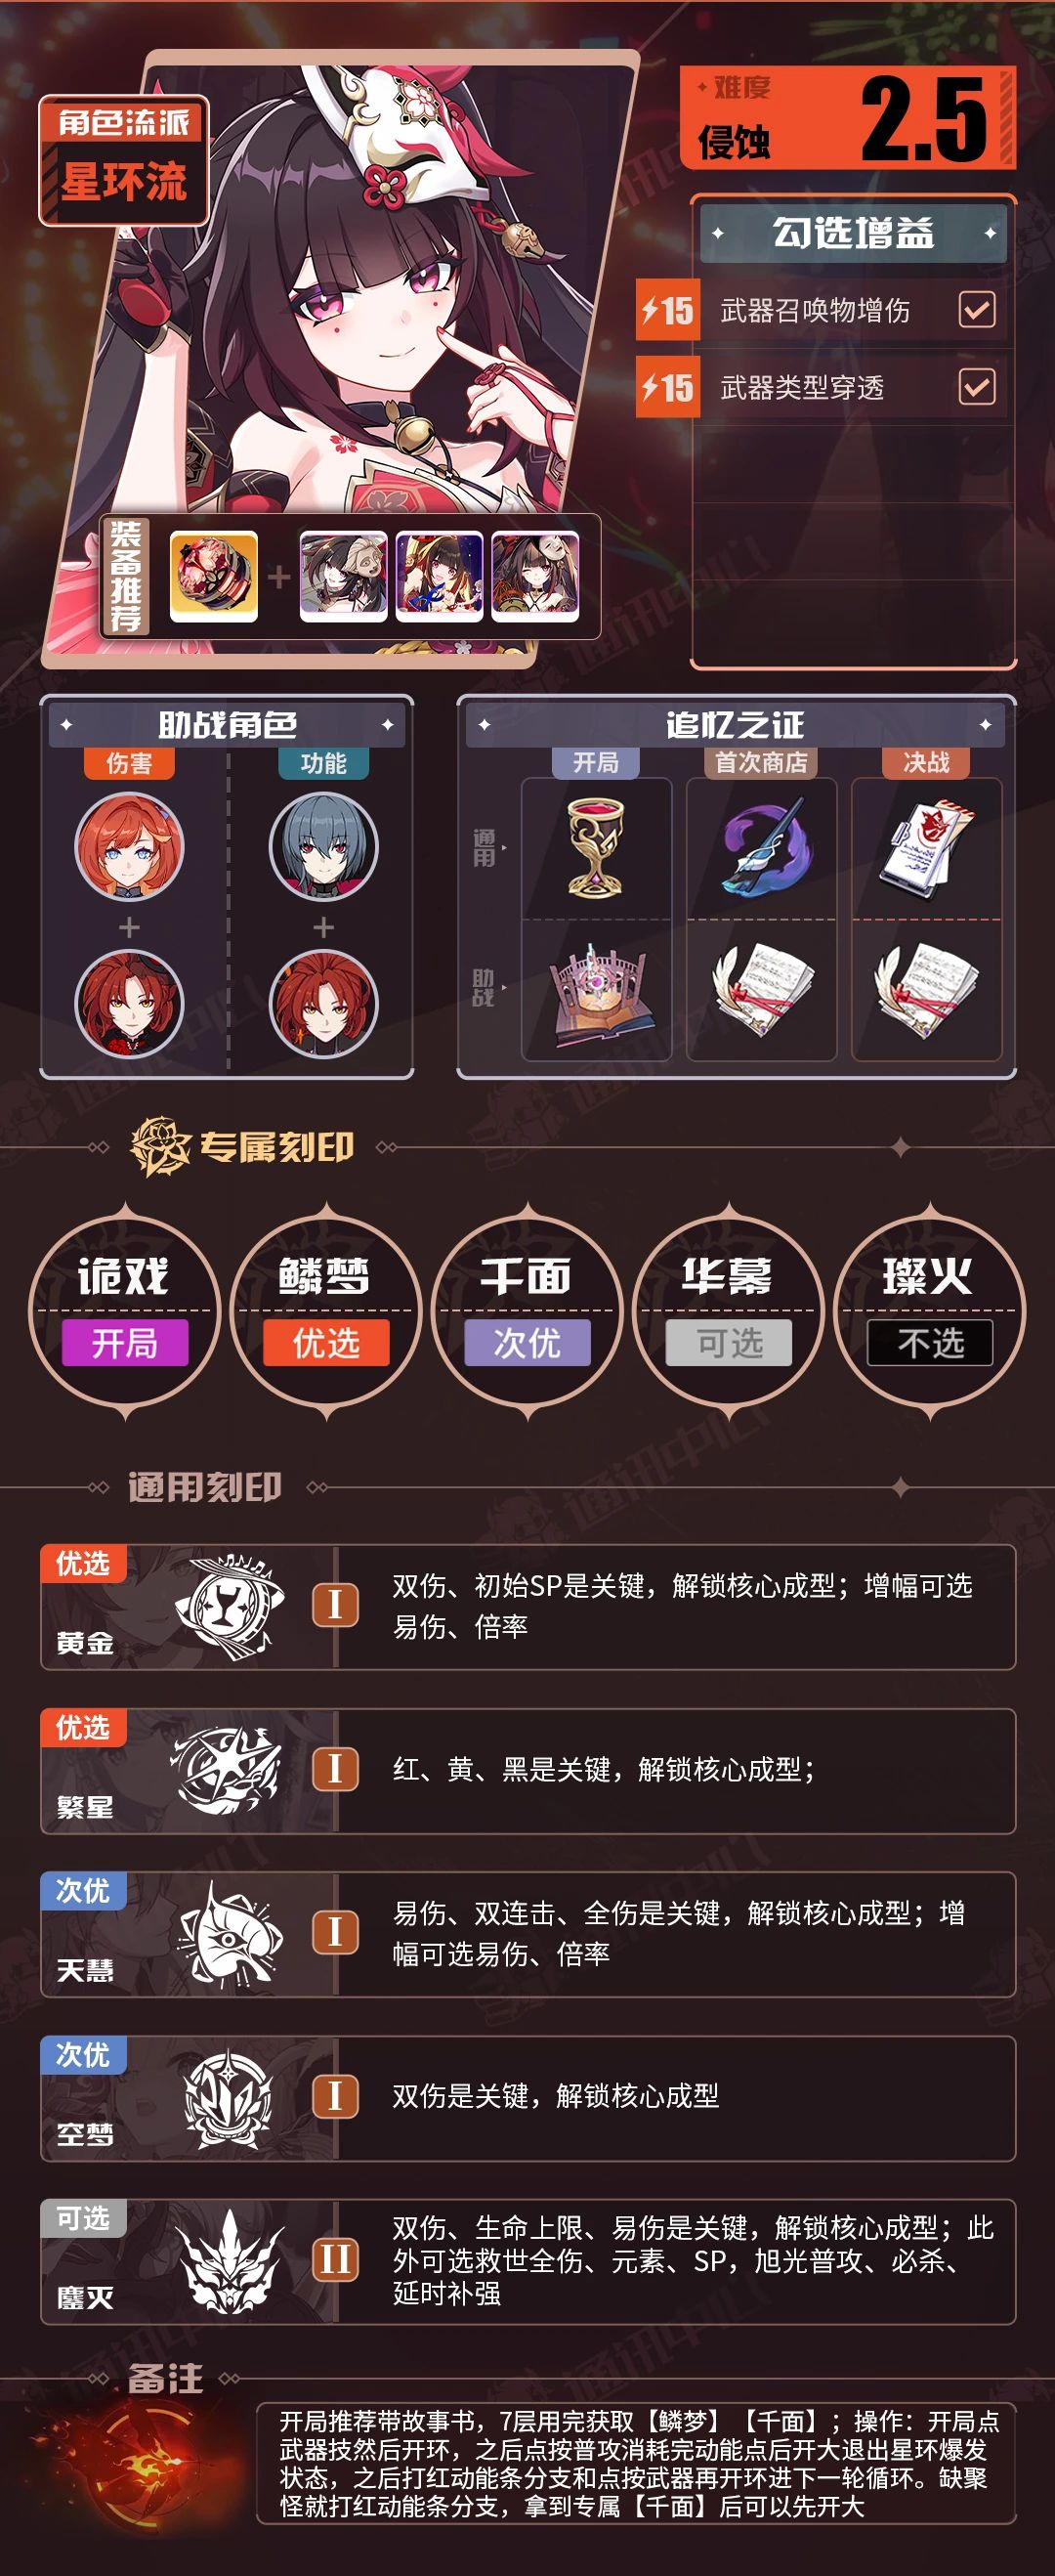 角色流派
星环流
难度
侵蚀
2.5
勾选增益
15 武器召唤物增伤
15 武器类型穿透
装备推荐
助战角色
伤害 功能
追忆之证
开局 首次商店 决战
通用
助战
专属刻印
诡戏 鳞梦 千面 华幕 璨火
开局 优选 次优 可选 不选
通用刻印
优选
黄金
I
双伤、初始SP是关键，解锁核心成型；增幅可选
易伤、倍率
优选
繁星
I
红、黄、黑是关键，解锁核心成型；
次优
天慧
I
易伤、双连击、全伤是关键，解锁核心成型；增
幅可选易伤、倍率
次优
空梦
I
双伤是关键，解锁核心成型
可选
鏖灭
II
双伤、生命上限、易伤是关键，解锁核心成型；此
外可选救世全伤、元素、SP，旭光普攻、必杀、
延时补强
备注
开局推荐带故事书，7层用完获取【鳞梦】【千面】；操作：开局点
武器技然后开环，之后点按普攻消耗完动能点后开大退出星环爆发
状态，之后打红动能条分支和点按武器再开环进下一轮循环。缺聚
怪就打红动能条分支，拿到专属【千面】后可以先开大